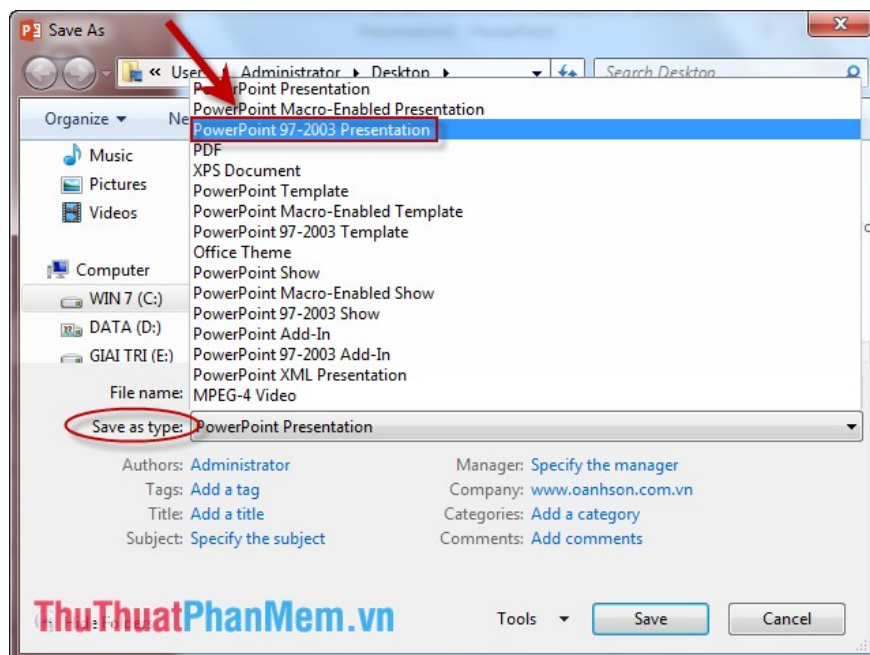 Save As
« Users Administrator Desktop Search Desktop
PowerPoint Presentation
PowerPoint Macro-Enabled Presentation
Organize
PowerPoint 97-2003 Presentation
PDF
Music
XPS Document
Pictures
PowerPoint Template
Videos
PowerPoint Macro-Enabled Template
PowerPoint 97-2003 Template
Office Theme
Computer
PowerPoint Show
WIN 7 (C:)
PowerPoint Macro-Enabled Show
PowerPoint 97-2003 Show
DATA (D:)
PowerPoint Add-In
GIAI TRI (E:)
PowerPoint 97-2003 Add-In
PowerPoint XML Presentation
File name: MPEG-4 Video
Save as type: PowerPoint Presentation
Authors: Administrator Manager: Specify the manager
Tags: Add a tag Company: www.oanhson.com.vn
Title: Add a title Categories: Add a category
Subject: Specify the subject Comments: Add comments
ThuThuatPhanMem.vn
Hide Folders Tools Save Cancel